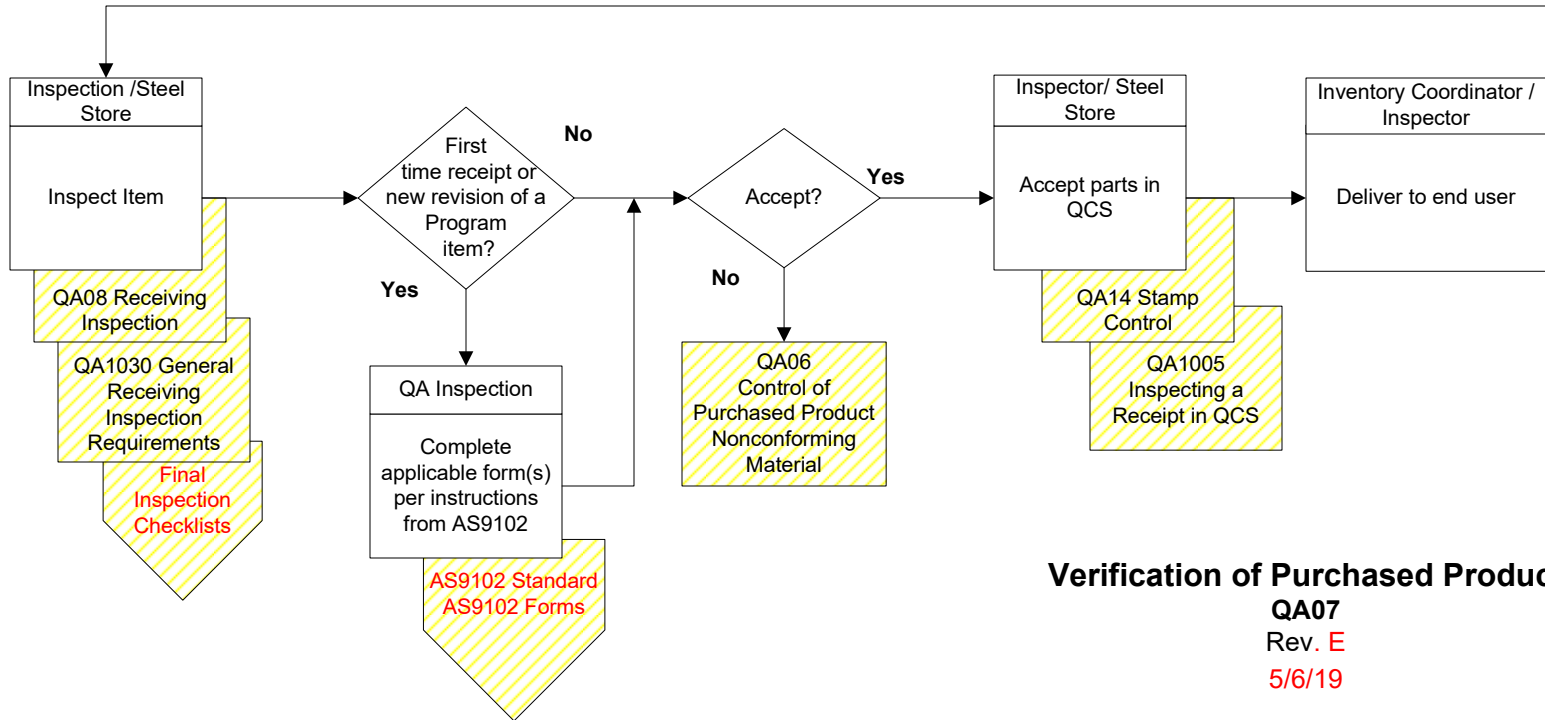 Inspection /Steel
Store
Inspect Item
QA08 Receiving
Inspection
QA1030 General
Receiving
Inspection
Requirements
Final
Inspection
Checklists
First
time receipt or
new revision of a
Program
item?
No
Yes
QA Inspection
Complete
applicable form(s)
per instructions
from AS9102
AS9102 Standard
AS9102 Forms
Accept?
Yes
No
QA06
Control of
Purchased Product
Nonconforming
Material
Inspector/ Steel
Store
Accept parts in
QCS
QA14 Stamp
Control
QA1005
Inspecting a
Receipt in QCS
Inventory Coordinator /
Inspector
Deliver to end user
Verification of Purchased Produc
QA07
Rev. E
5/6/19